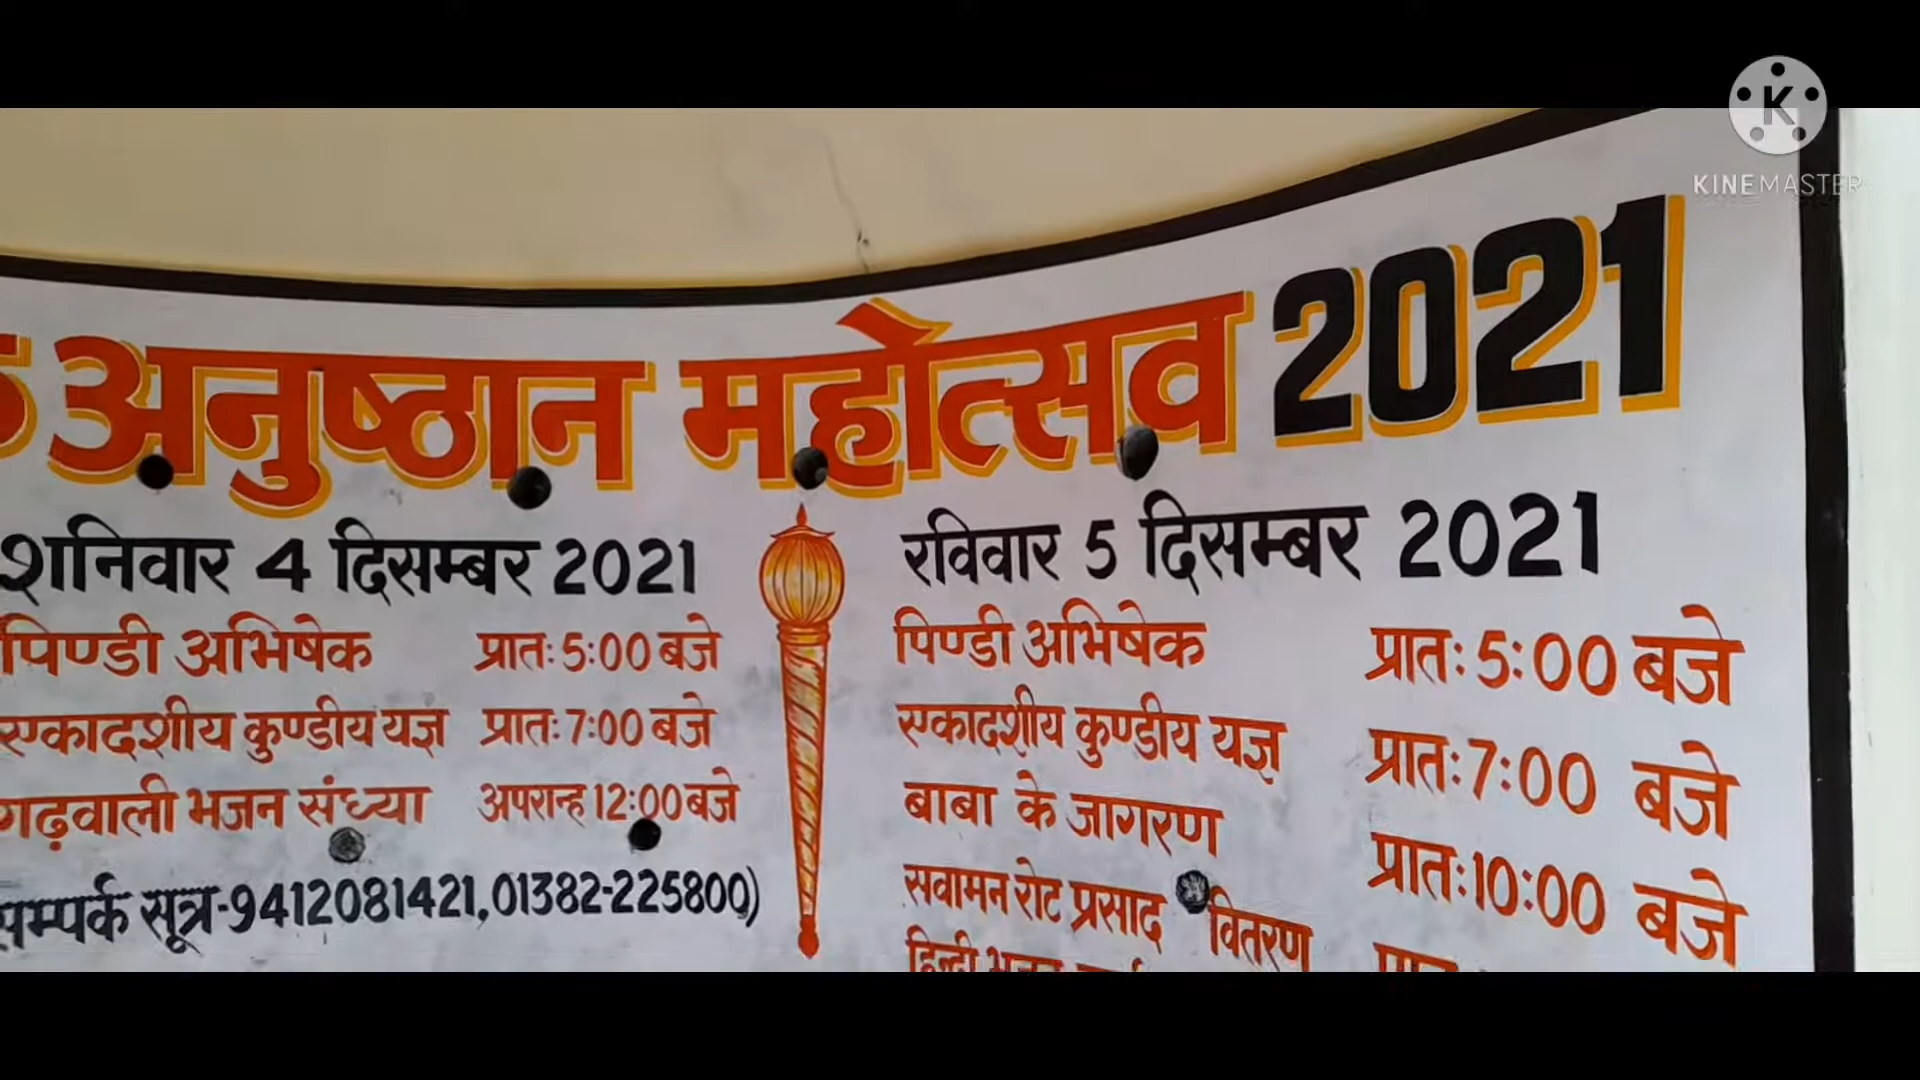 KINEMASTER
अनुष्ठान महोत्सव 2021
शनिवार 4 दिसम्बर 2021
पिण्डी अभिषेक प्रातः 5:00 बजे
एकादशीय कुण्डीय यज्ञ प्रातः 7:00 बजे
गढ़वाली भजन संध्या अपरान्ह 12:00 बजे
सम्पर्क सूत्र-9412081421, 01382-225800)
रविवार 5 दिसम्बर 2021
पिण्डी अभिषेक प्रातः 5:00 बजे
एकादशीय कुण्डीय यज्ञ प्रातः 7:00 बजे
बाबा के जागरण प्रातः 10:00 बजे
सवामन रोट प्रसाद वितरण
हिन्दी भजन